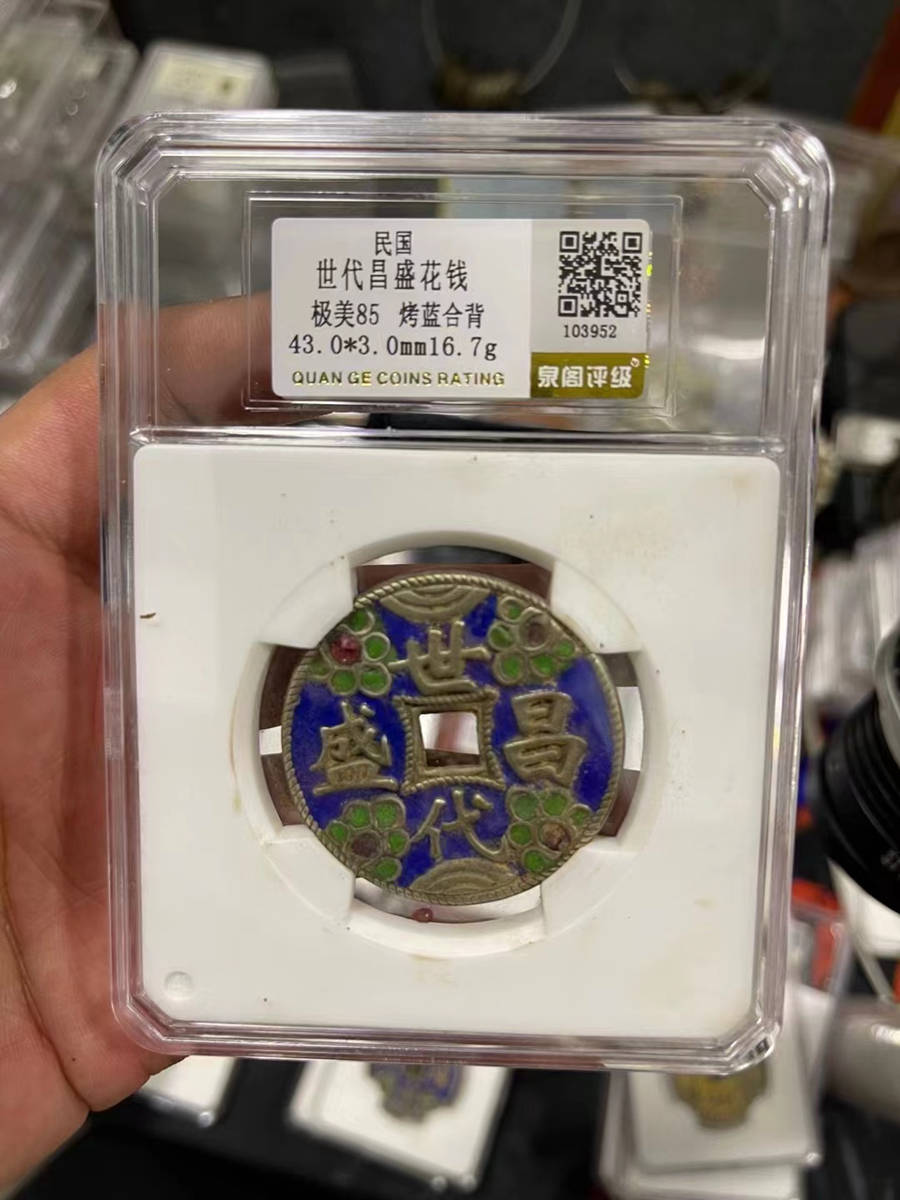 民国
世代昌盛花钱
极美85 烤蓝合背
43.0*3.0mm16.7g
QUAN GE COINS RATING
103952
泉阁评级
世
盛 昌
代